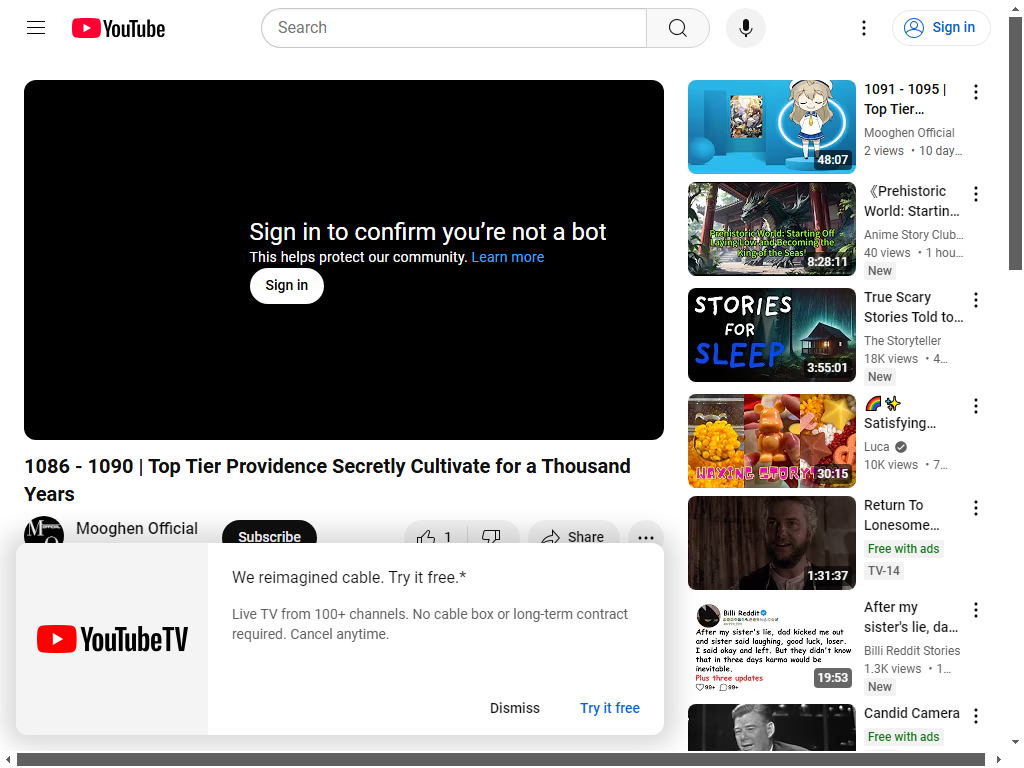 YouTube
Search
Sign in
Sign in to confirm you're not a bot
This helps protect our community. Learn more
Sign in
1086 - 1090 | Top Tier Providence Secretly Cultivate for a Thousand
Years
Mooghen Official
Subscribe
1
Share
We reimagined cable. Try it free.*
Live TV from 100+ channels. No cable box or long-term contract
required. Cancel anytime.
YouTubeTV
Dismiss
Try it free
48:07
1091 - 1095 |
Top Tier…
Mooghen Official
2 views • 10 day…
Prehistoric World: Starting Off
Laying Low and Becoming the
King of the Seas!
8:28:11
《Prehistoric
World: Startin…
Anime Story Club…
40 views • 1 hou…
New
STORIES
FOR
SLEEP
3:55:01
True Scary
Stories Told to…
The Storyteller
18K views • 4…
New
WAXING STORY
30:15
🌈✨
Satisfying…
Luca
10K views • 7…
1:31:37
Return To
Lonesome…
Free with ads
TV-14
Billi Reddit
After my sister's lie, dad kicked me out
and sister said laughing, good luck, loser.
I said okay and left. But they didn't know
that in three days karma would be
inevitable.
Plus three updates
99+ 99+
19:53
After my
sister's lie, da…
Billi Reddit Stories
1.3K views • 1…
New
Candid Camera
Free with ads